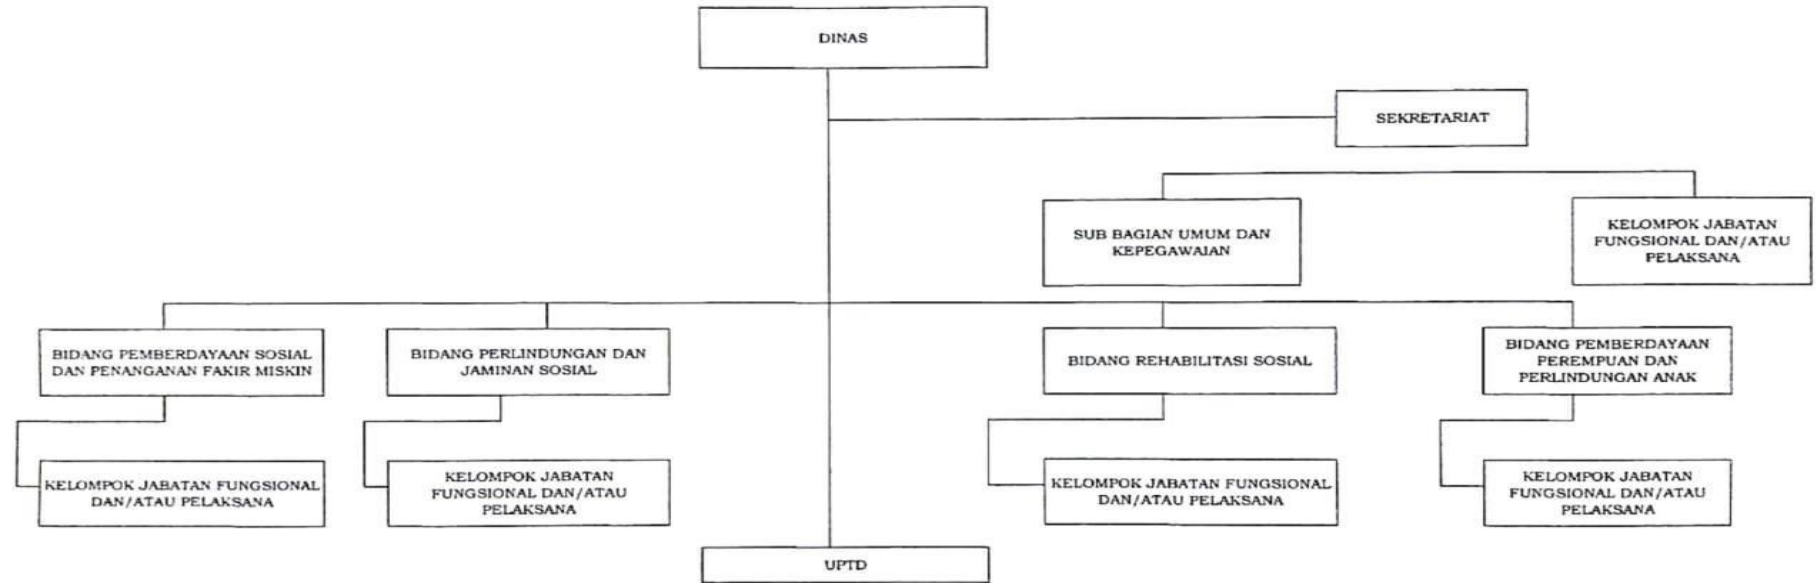 DINAS
SEKRETARIAT
SUB BAGIAN UMUM DAN
KEPEGAWAIAN
KELOMPOK JABATAN
FUNGSIONAL DAN/ATAU
PELAKSANA
BIDANG PEMBERDAYAAN SOSIAL
DAN PENANGANAN FAKIR MISKIN
BIDANG PERLINDUNGAN DAN
JAMINAN SOSIAL
BIDANG REHABILITASI SOSIAL
BIDANG PEMBERDAYAAN
PEREMPUAN DAN
PERLINDUNGAN ANAK
KELOMPOK JABATAN FUNGSIONAL
DAN/ATAU PELAKSANA
KELOMPOK JABATAN
FUNGSIONAL DAN/ATAU
PELAKSANA
KELOMPOK JABATAN FUNGSIONAL
DAN/ATAU PELAKSANA
KELOMPOK JABATAN
FUNGSIONAL DAN/ATAU
PELAKSANA
UPTD